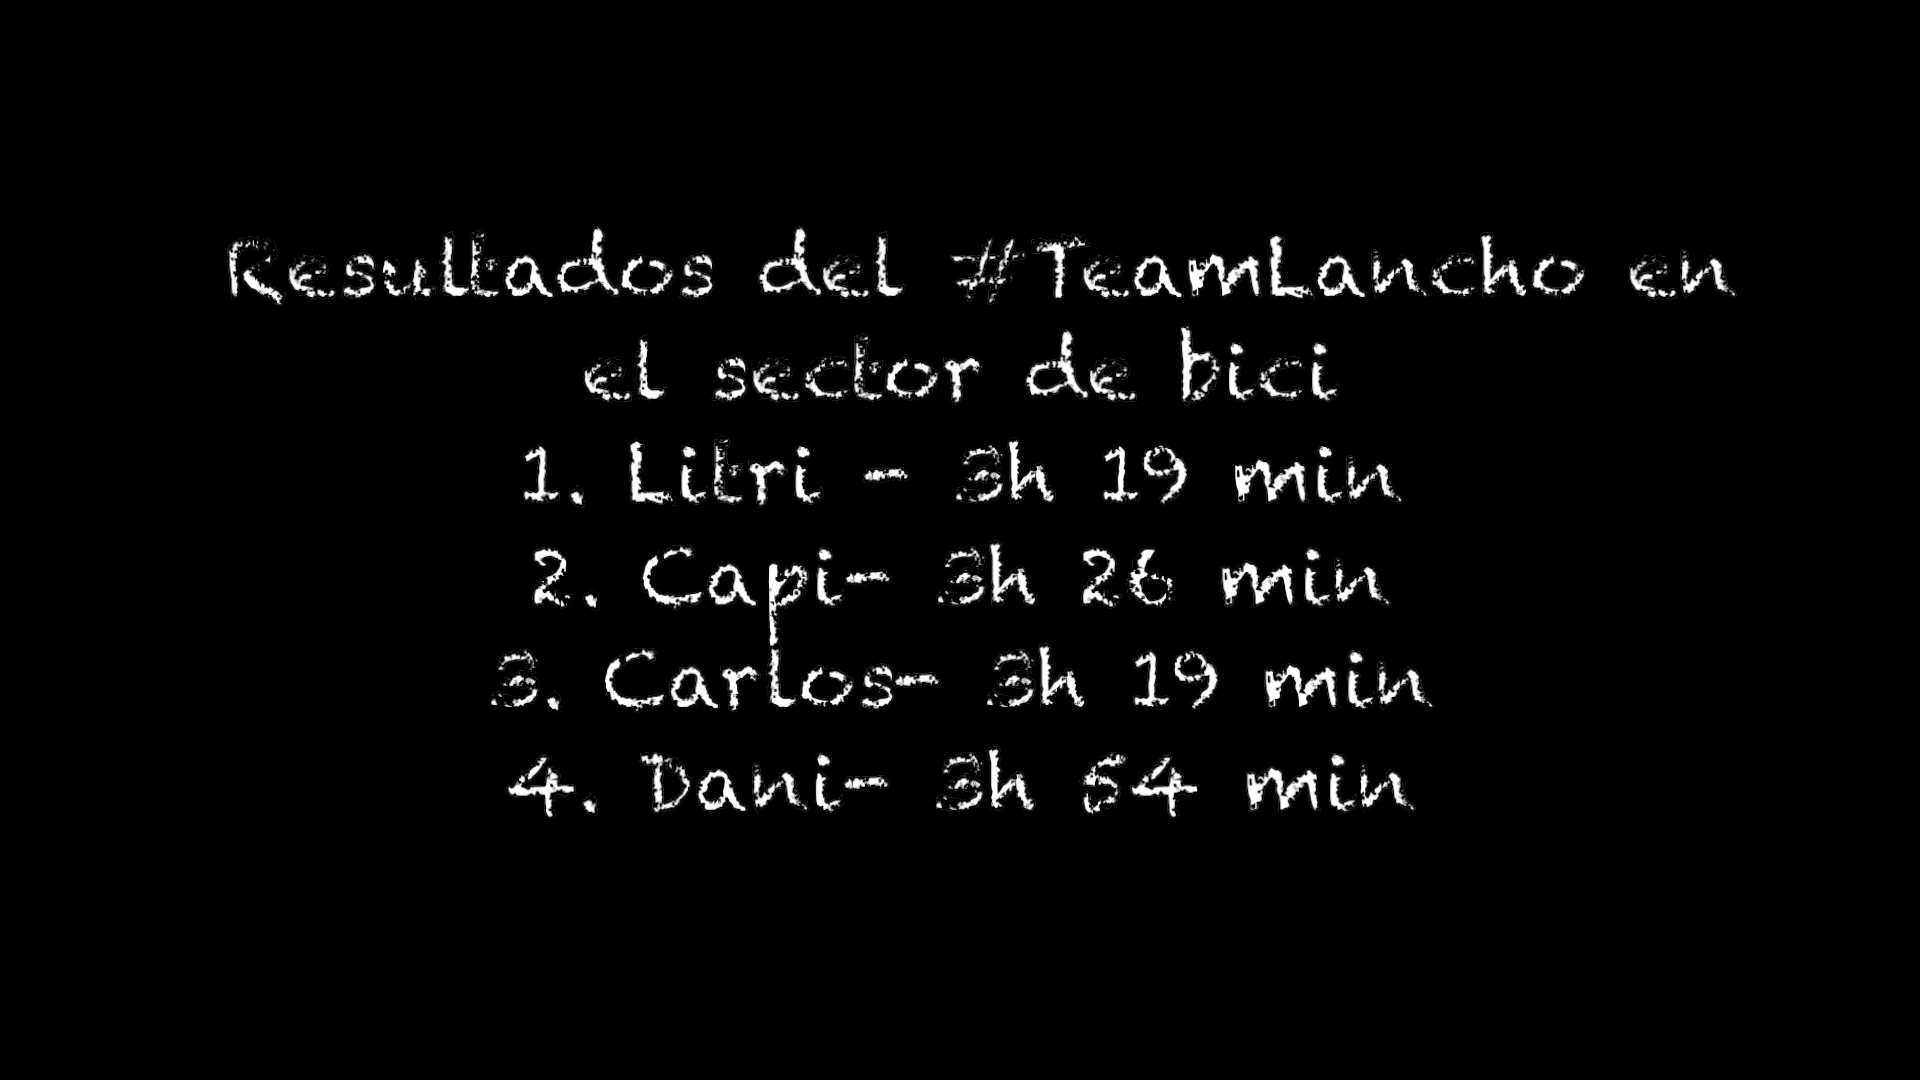 Resultados del #TeamLancho en
el sector de bici
1. Litri - 3h 19 min
2. Capi- 3h 26 min
3. Carlos- 3h 19 min
4. Dani- 3h 54 min